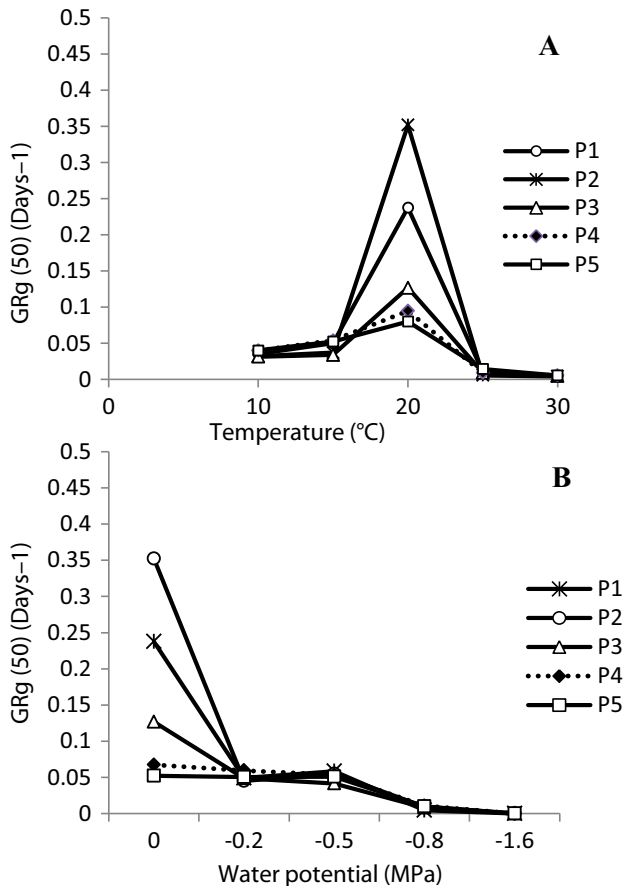 A
0.5
0.45
0.4
0.35
0.3
0.25
0.2
0.15
0.1
0.05
0
GRg (50) (Days–1)
P1
P2
P3
P4
P5
0 10 20 30
Temperature (°C)
B
0.5
0.45
0.4
0.35
0.3
0.25
0.2
0.15
0.1
0.05
0
GRg (50) (Days–1)
P1
P2
P3
P4
P5
0 -0.2 -0.5 -0.8 -1.6
Water potential (MPa)